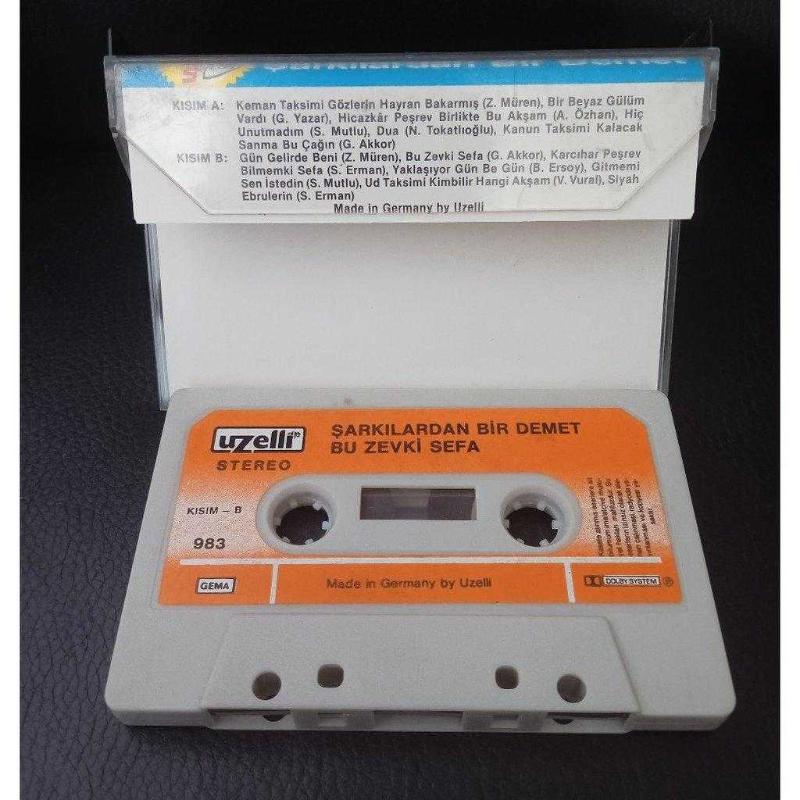 Şarkılardan Bir Demet
KISIM A: Keman Taksimi Gözlerin Hayran Bakarmış (Z. Müren), Bir Beyaz Gülüm
Vardı (G. Yazar), Hicazkâr Peşrev Birlikte Bu Akşam (A. Özhan), Hiç
Unutmadım (S. Mutlu), Dua (N. Tokatlıoğlu), Kanun Taksimi Kalacak
Sanma Bu Çağın (G. Akkor)
KISIM B: Gün Gelirde Beni (Z. Müren), Bu Zevki Sefa (G. Akkor), Karcıhar Peşrev
Bilmemki Sefa (S. Erman), Yaklaşıyor Gün Be Gün (B. Ersoy), Gitmemi
Sen İstedin (S. Mutlu), Ud Taksimi Kimbilir Hangi Akşam (V. Vural), Siyah
Ebrulerin (S. Erman)
Made in Germany by Uzelli
uzelli
STEREO
ŞARKILARDAN BİR DEMET
BU ZEVKİ SEFA
KISIM – B
983
GEMA
Made in Germany by Uzelli
DOLBY SYSTEM ℗